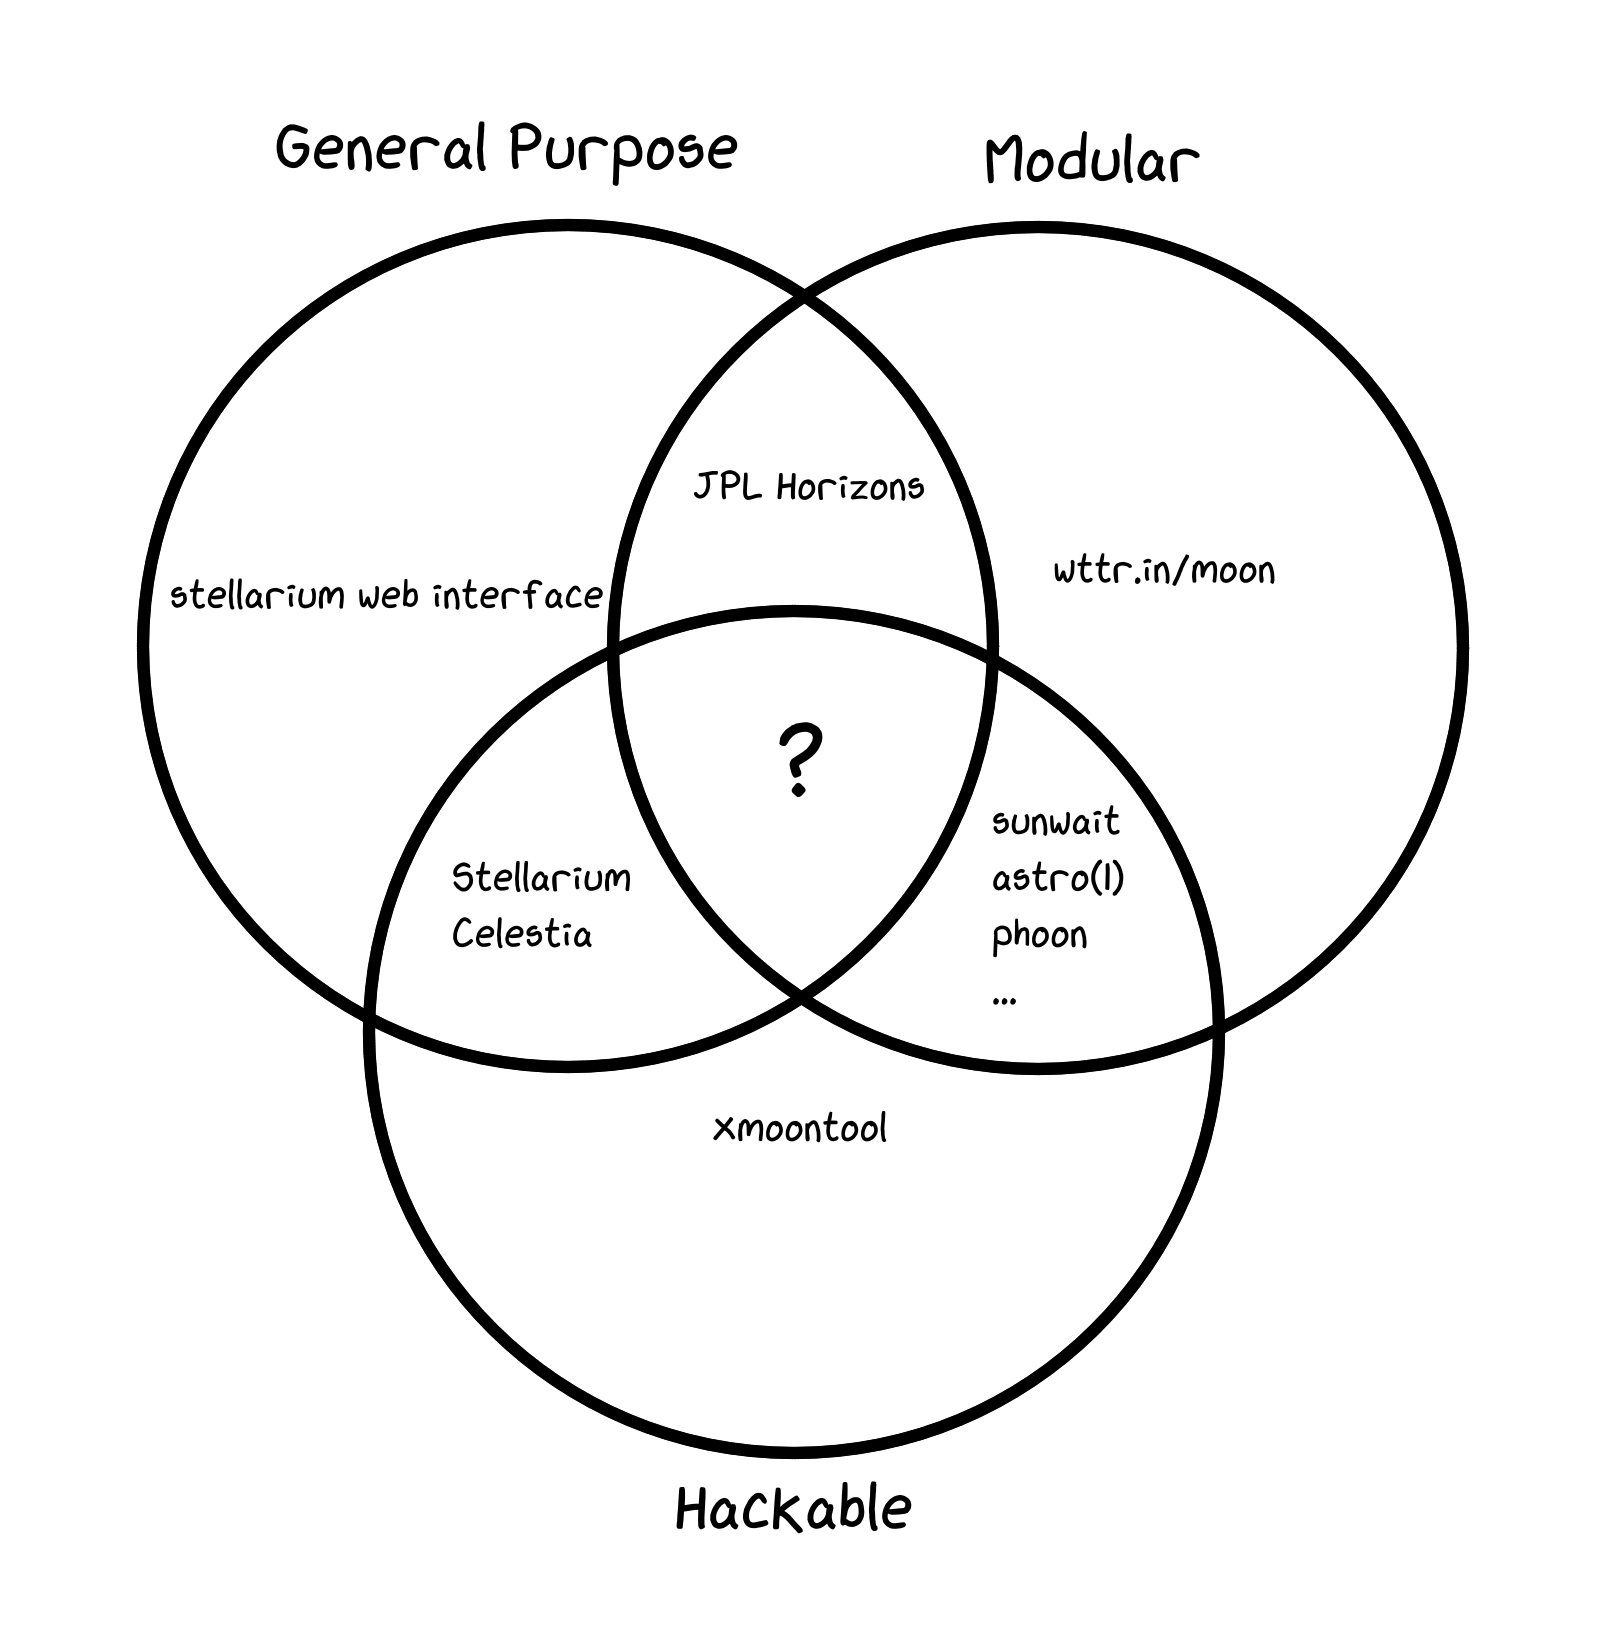 General Purpose
Modular
JPL Horizons
wttr.in/moon
stellarium web interface
?
sunwait
astro(1)
phoon
...
Stellarium
Celestia
xmoontool
Hackable